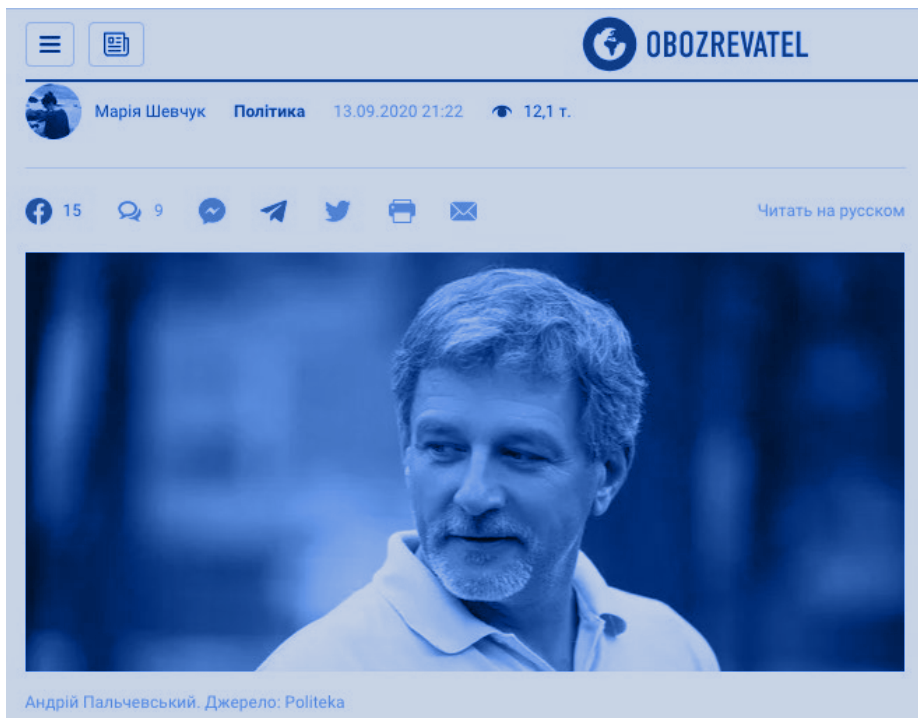 OBOZREVATEL
Марія Шевчук Політика 13.09.2020 21:22 12,1 т.
15 9 Читать на русском
Андрій Пальчевський. Джерело: Politeka